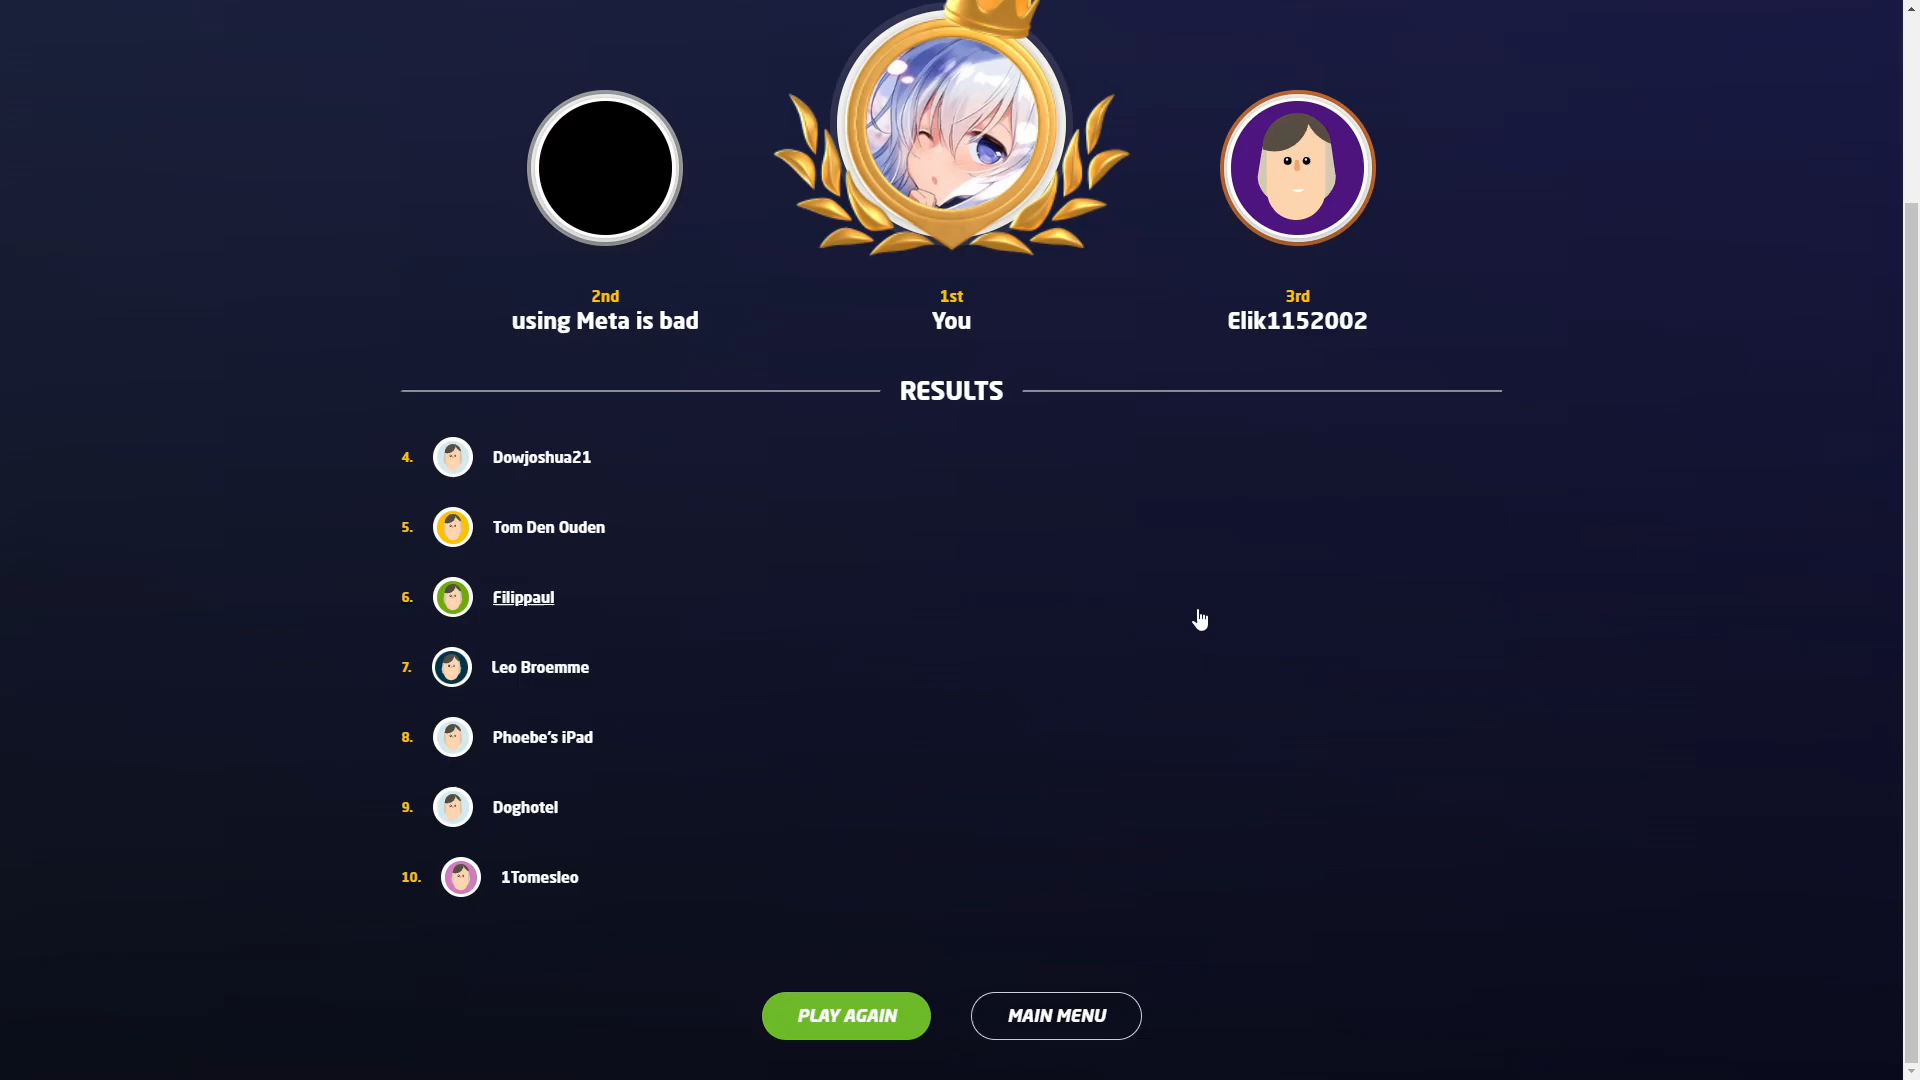 2nd
using Meta is bad
1st
You
3rd
Elik1152002
RESULTS
4. Dowjoshua21
5. Tom Den Ouden
6. Filippaul
7. Leo Broemme
8. Phoebe's iPad
9. Doghotel
10. 1Tomesleo
PLAY AGAIN
MAIN MENU